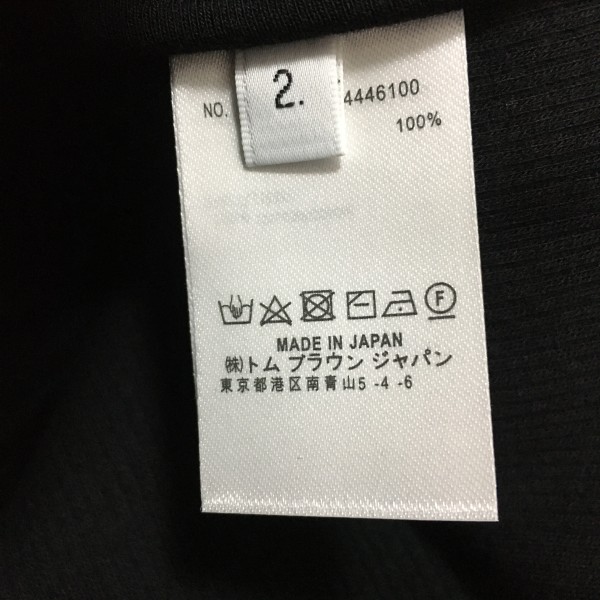 2.
NO. 4446100
100%
F
MADE IN JAPAN
㈱トム ブラウン ジャパン
東京都港区南青山5 -4 -6